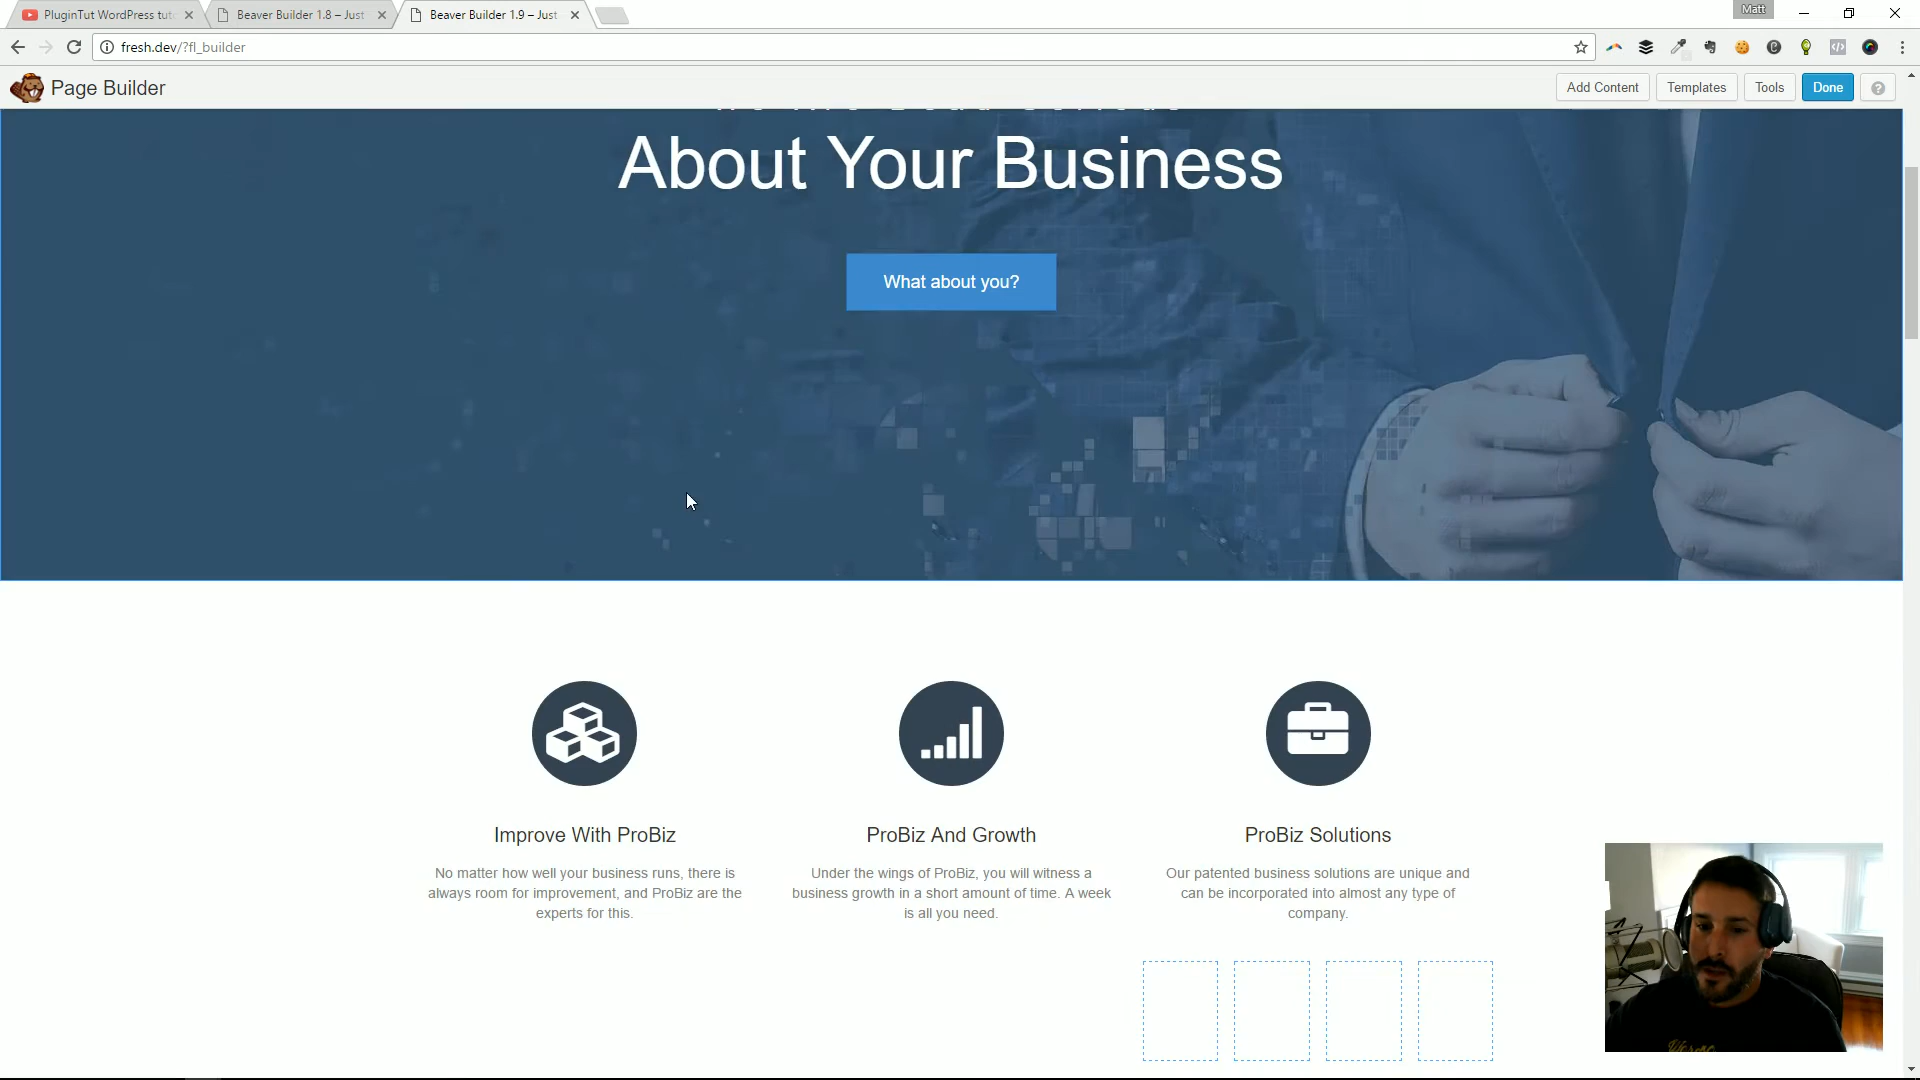 PluginTut WordPress tut
Beaver Builder 1.8 – Just
Beaver Builder 1.9 – Just
Matt
fresh.dev/?fl_builder
Page Builder
Add Content
Templates
Tools
Done
?
About Your Business
What about you?
Improve With ProBiz
No matter how well your business runs, there is
always room for improvement, and ProBiz are the
experts for this.
ProBiz And Growth
Under the wings of ProBiz, you will witness a
business growth in a short amount of time. A week
is all you need.
ProBiz Solutions
Our patented business solutions are unique and
can be incorporated into almost any type of
company.